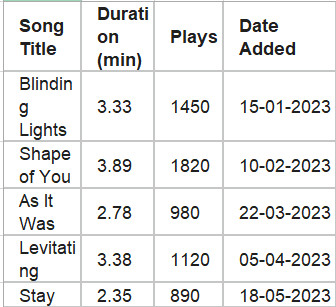 Song Title Duration (min) Plays Date Added
Blinding Lights 3.33 1450 15-01-2023
Shape of You 3.89 1820 10-02-2023
As It Was 2.78 980 22-03-2023
Levitating 3.38 1120 05-04-2023
Stay 2.35 890 18-05-2023